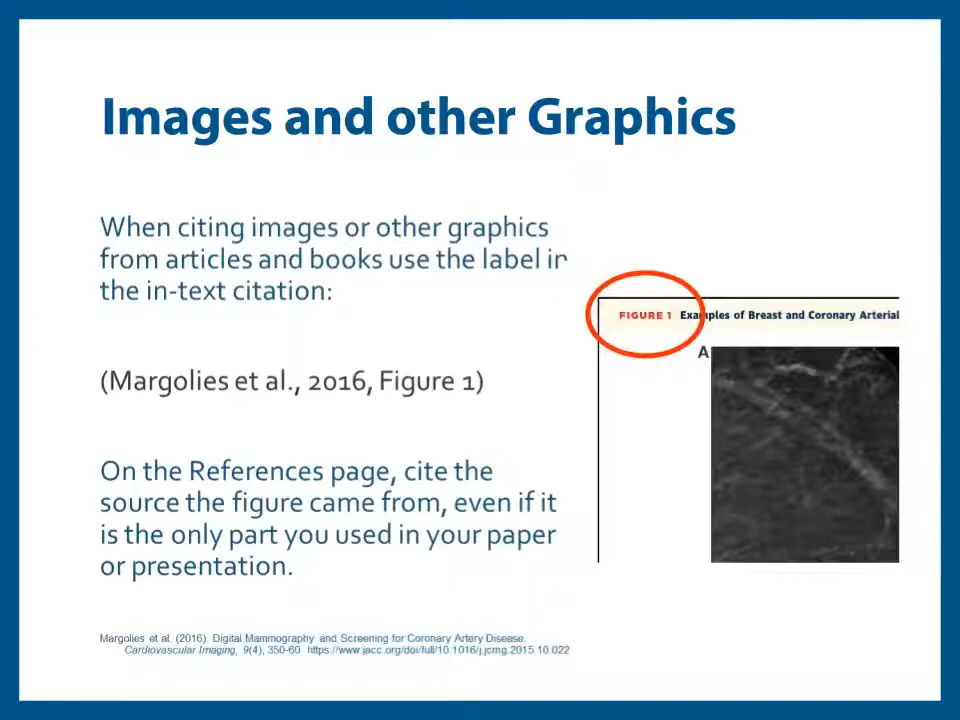 Images and other Graphics
When citing images or other graphics
from articles and books use the label in
the in-text citation:
(Margolies et al., 2016, Figure 1)
On the References page, cite the
source the figure came from, even if it
is the only part you used in your paper
or presentation.
FIGURE 1 Examples of Breast and Coronary Arterial
A
Margolies et al. (2016). Digital Mammography and Screening for Coronary Artery Disease.
Cardiovascular Imaging, 9(4), 350-60 https://www.jacc.org/doi/full/10.1016/j.jcmg.2015.10.022